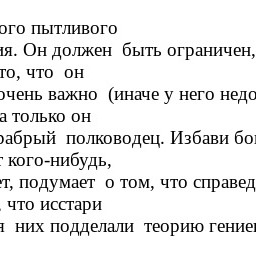 ого пытливого
ия. Он должен быть ограничен,
то, что он
очень важно (иначе у него недо
а только он
рабрый полководец. Избави бо
т кого-нибудь,
ет, подумает о том, что справед
, что исстари
я них подделали теорию гение